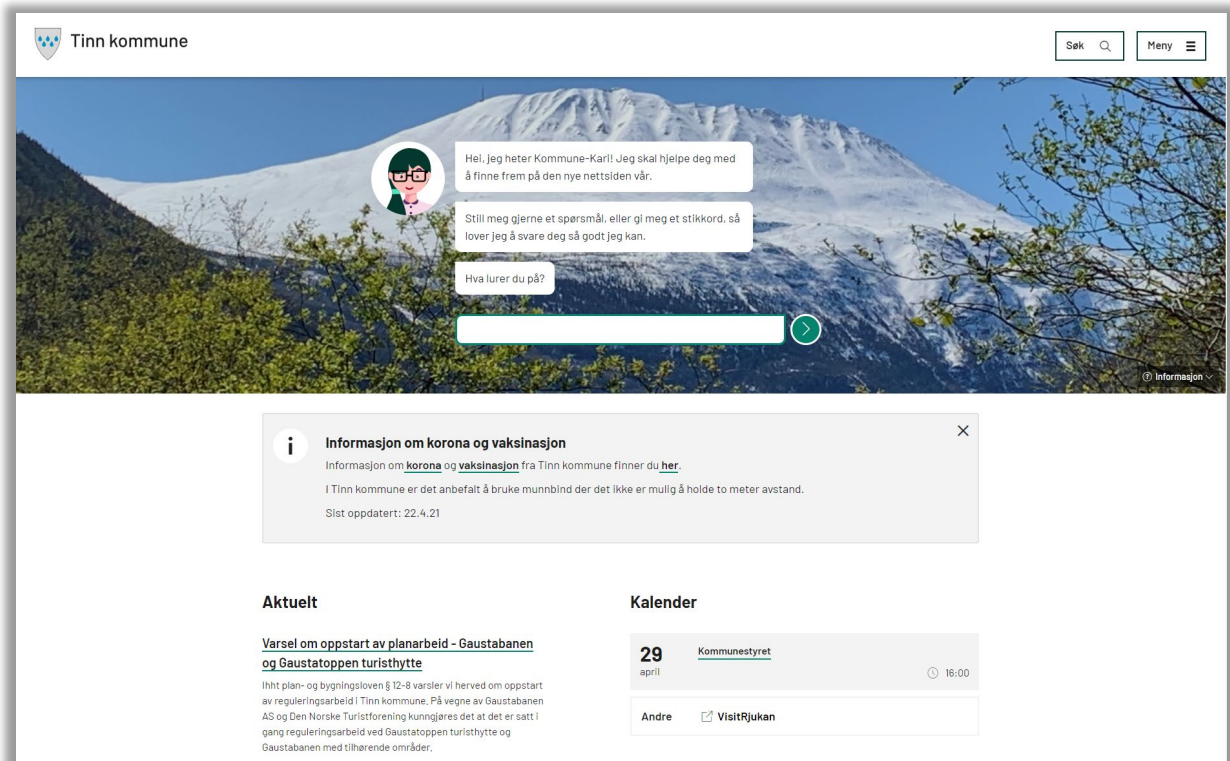 Tinn kommune
Søk
Meny
Hei, jeg heter Kommune-Kari! Jeg skal hjelpe deg med
å finne frem på den nye nettsiden vår.
Still meg gjerne et spørsmål, eller gi meg et stikkord, så
lover jeg å svare deg så godt jeg kan.
Hva lurer du på?
Informasjon
Informasjon om korona og vaksinasjon
Informasjon om korona og vaksinasjon fra Tinn kommune finner du her.
I Tinn kommune er det anbefalt å bruke munnbind der det ikke er mulig å holde to meter avstand.
Sist oppdatert: 22.4.21
Aktuelt
Varsel om oppstart av planarbeid - Gaustabanen
og Gaustatoppen turisthytte
Ihht plan- og bygningsloven § 12-8 varsler vi herved om oppstart
av reguleringsarbeid i Tinn kommune. På vegne av Gaustabanen
AS og Den Norske Turistforening kunngjøres det at det er satt i
gang reguleringsarbeid ved Gaustatoppen turisthytte og
Gaustabanen med tilhørende områder.
Kalender
29
april
Kommunestyret
16:00
Andre
VisitRjukan